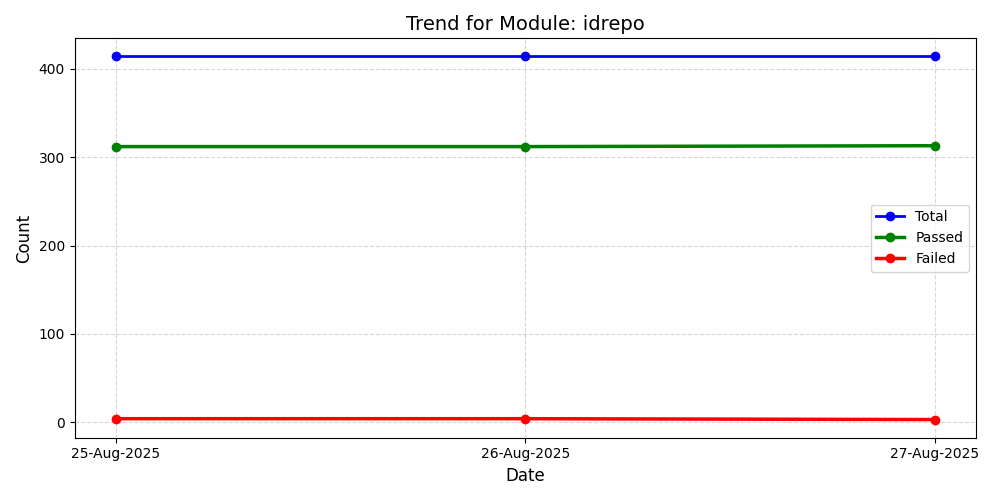 Trend for Module: idrepo
Count
400
300
200
100
0
Total
Passed
Failed
25-Aug-2025
26-Aug-2025
27-Aug-2025
Date